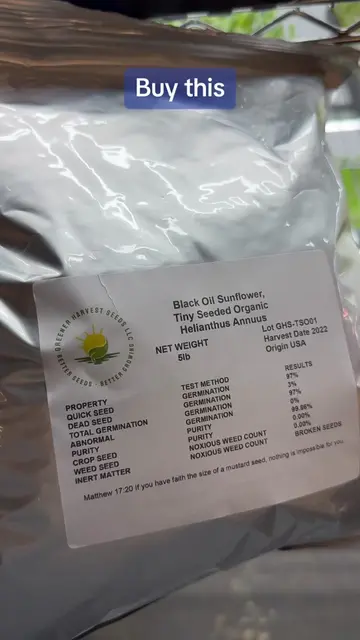 Buy this
GREENER HARVEST SEEDS LLC
BETTER SEEDS BETTER GROWING
Black Oil Sunflower,
Tiny Seeded Organic
Helianthus Annuus
NET WEIGHT
5lb
Lot GHS-TSO01
Harvest Date 2022
Origin USA
PROPERTY TEST METHOD RESULTS
QUICK SEED GERMINATION 97%
DEAD SEED GERMINATION 3%
TOTAL GERMINATION GERMINATION 97%
ABNORMAL GERMINATION 0%
PURITY PURITY 99.86%
CROP SEED PURITY 0.00%
WEED SEED NOXIOUS WEED COUNT 0.00%
INERT MATTER NOXIOUS WEED COUNT BROKEN SEEDS
Matthew 17:20 if you have faith the size of a mustard seed, nothing is impossible for you.